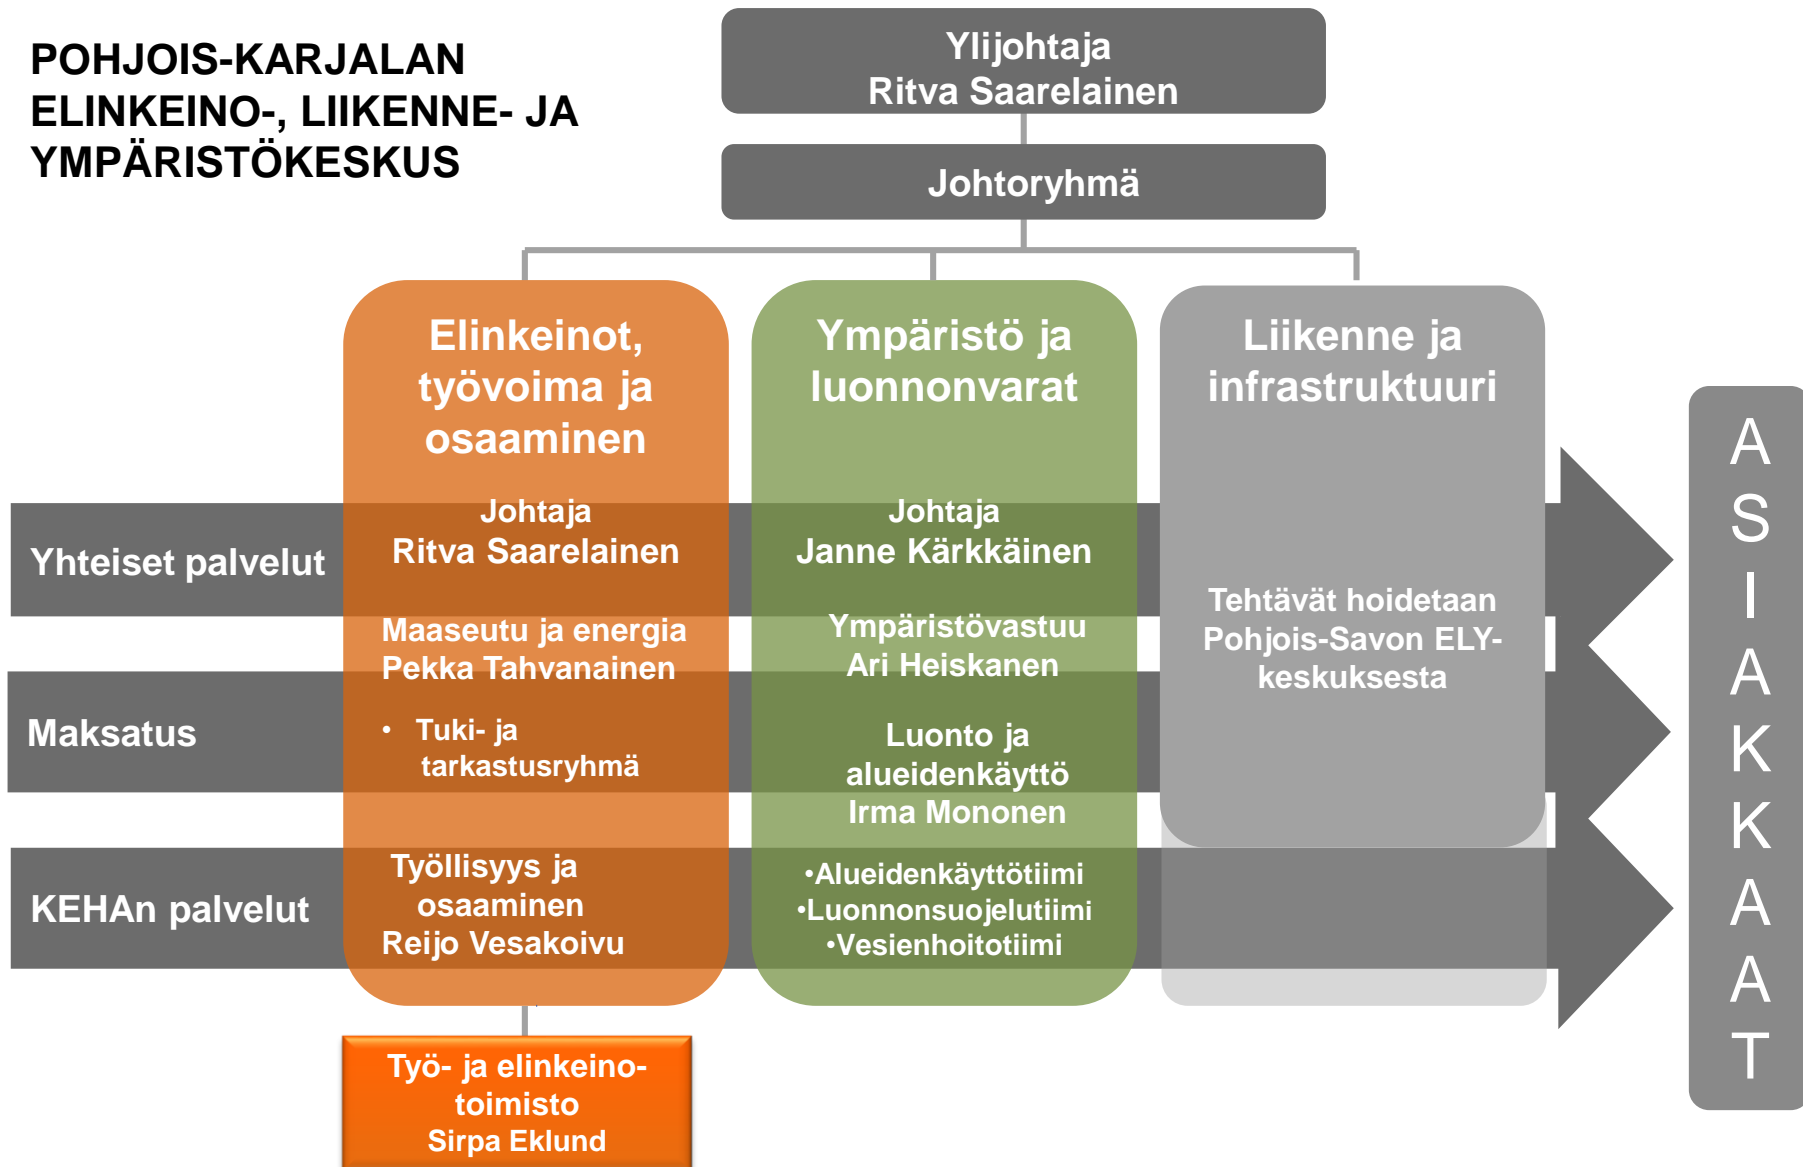 POHJOIS-KARJALAN
ELINKEINO-, LIIKENNE- JA
YMPÄRISTÖKESKUS
Ylijohtaja
Ritva Saarelainen
Johtoryhmä
Elinkeinot,
työvoima ja
osaaminen
Johtaja
Ritva Saarelainen
Maaseutu ja energia
Pekka Tahvanainen
• Tuki- ja
tarkastusryhmä
Työllisyys ja
osaaminen
Reijo Vesakoivu
Ympäristö ja
luonnonvarat
Johtaja
Janne Kärkkäinen
Ympäristövastuu
Ari Heiskanen
Luonto ja
alueidenkäyttö
Irma Mononen
•Alueidenkäyttötiimi
•Luonnonsuojelutiimi
•Vesienhoitotiimi
Liikenne ja
infrastruktuuri
Tehtävät hoidetaan
Pohjois-Savon ELY-
keskuksesta
Yhteiset palvelut
Maksatus
KEHAn palvelut
Työ- ja elinkeino-
toimisto
Sirpa Eklund
A
S
I
A
K
K
A
A
T